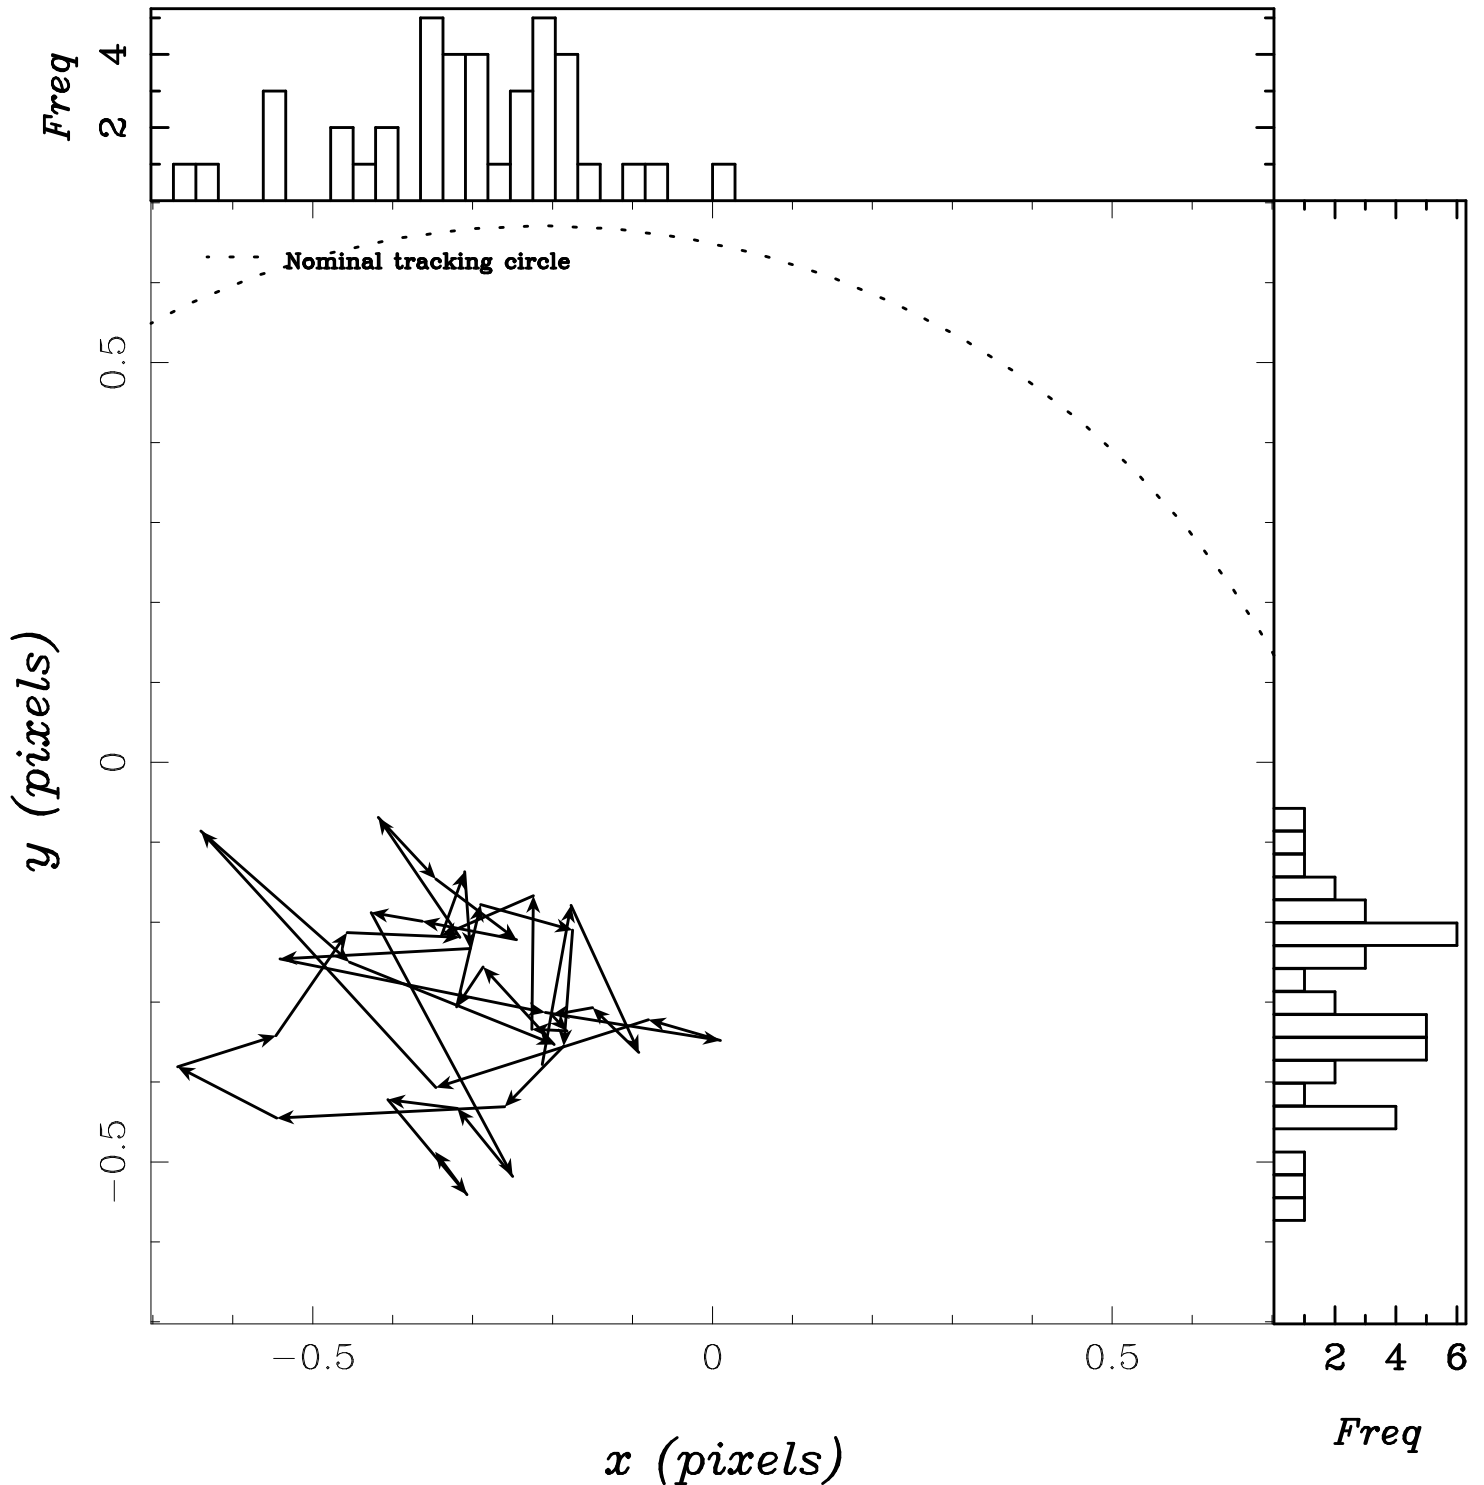 Freq
4
2
Nominal tracking circle
0.5
0
−0.5
y (pixels)
−0.5 0 0.5
2 4 6
x (pixels)
Freq